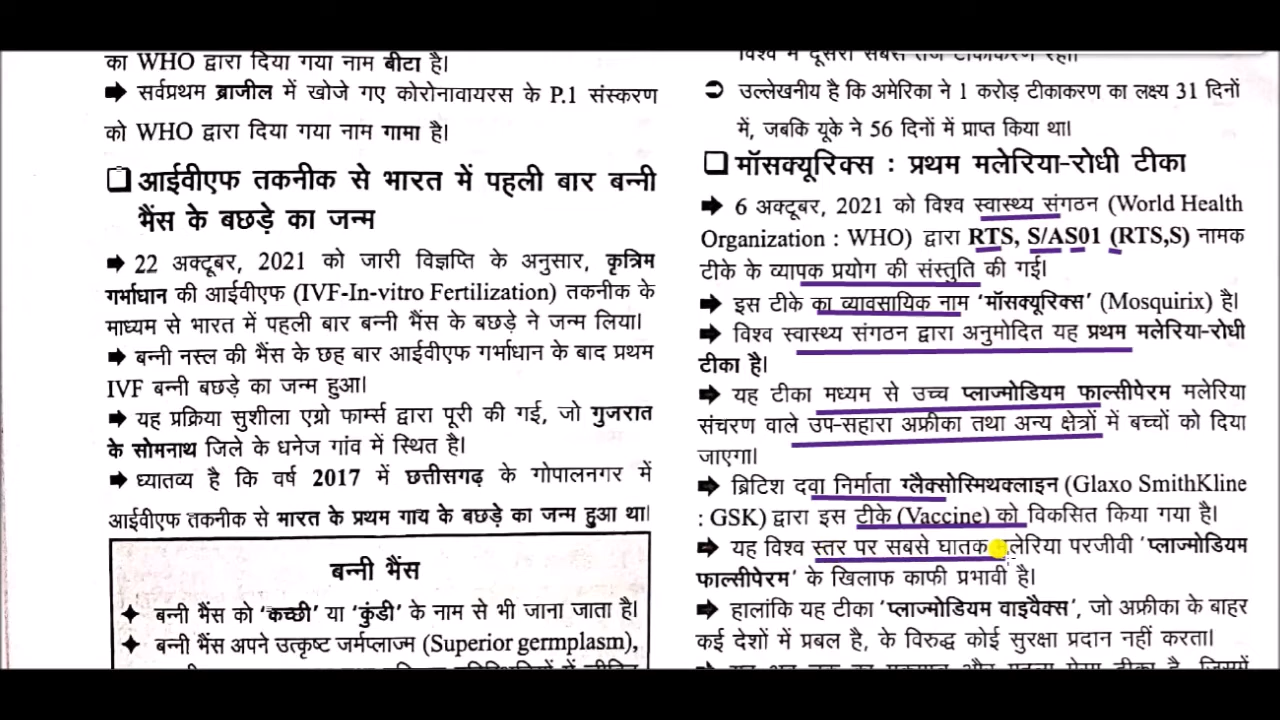 का WHO द्वारा दिया गया नाम बीटा है।
➡ सर्वप्रथम ब्राजील में खोजे गए कोरोनावायरस के P.1 संस्करण
को WHO द्वारा दिया गया नाम गामा है।
❑ आईवीएफ तकनीक से भारत में पहली बार बन्नी
भैंस के बछड़े का जन्म
➡ 22 अक्टूबर, 2021 को जारी विज्ञप्ति के अनुसार, कृत्रिम
गर्भाधान की आईवीएफ (IVF-In-vitro Fertilization) तकनीक के
माध्यम से भारत में पहली बार बन्नी भैंस के बछड़े ने जन्म लिया।
➡ बन्नी नस्ल की भैंस के छह बार आईवीएफ गर्भाधान के बाद प्रथम
IVF बन्नी बछड़े का जन्म हुआ।
➡ यह प्रक्रिया सुशीला एग्रो फार्म्स द्वारा पूरी की गई, जो गुजरात
के सोमनाथ जिले के धनेज गांव में स्थित है।
➡ ध्यातव्य है कि वर्ष 2017 में छत्तीसगढ़ के गोपालनगर में
आईवीएफ तकनीक से भारत के प्रथम गाय के बछड़े का जन्म हुआ था।
बन्नी भैंस
✦ बन्नी भैंस को 'कच्छी' या 'कुंडी' के नाम से भी जाना जाता है।
✦ बन्नी भैंस अपने उत्कृष्ट जर्मप्लाज्म (Superior germplasm),
विश्व में दूसरा सबसे तेज टीकाकरण रहा।
➲ उल्लेखनीय है कि अमेरिका ने 1 करोड़ टीकाकरण का लक्ष्य 31 दिनों
में, जबकि यूके ने 56 दिनों में प्राप्त किया था।
❑ मॉसक्यूरिक्स : प्रथम मलेरिया-रोधी टीका
➡ 6 अक्टूबर, 2021 को विश्व स्वास्थ्य संगठन (World Health
Organization : WHO) द्वारा RTS, S/AS01 (RTS,S) नामक
टीके के व्यापक प्रयोग की संस्तुति की गई।
➡ इस टीके का व्यावसायिक नाम 'मॉसक्यूरिक्स' (Mosquirix) है।
➡ विश्व स्वास्थ्य संगठन द्वारा अनुमोदित यह प्रथम मलेरिया-रोधी
टीका है।
➡ यह टीका मध्यम से उच्च प्लाज्मोडियम फाल्सीपेरम मलेरिया
संचरण वाले उप-सहारा अफ्रीका तथा अन्य क्षेत्रों में बच्चों को दिया
जाएगा।
➡ ब्रिटिश दवा निर्माता ग्लैक्सोस्मिथक्लाइन (Glaxo SmithKline
: GSK) द्वारा इस टीके (Vaccine) को विकसित किया गया है।
➡ यह विश्व स्तर पर सबसे घातक मलेरिया परजीवी 'प्लाज्मोडियम
फाल्सीपेरम' के खिलाफ काफी प्रभावी है।
➡ हालांकि यह टीका 'प्लाज्मोडियम वाइवैक्स', जो अफ्रीका के बाहर
कई देशों में प्रबल है, के विरुद्ध कोई सुरक्षा प्रदान नहीं करता।